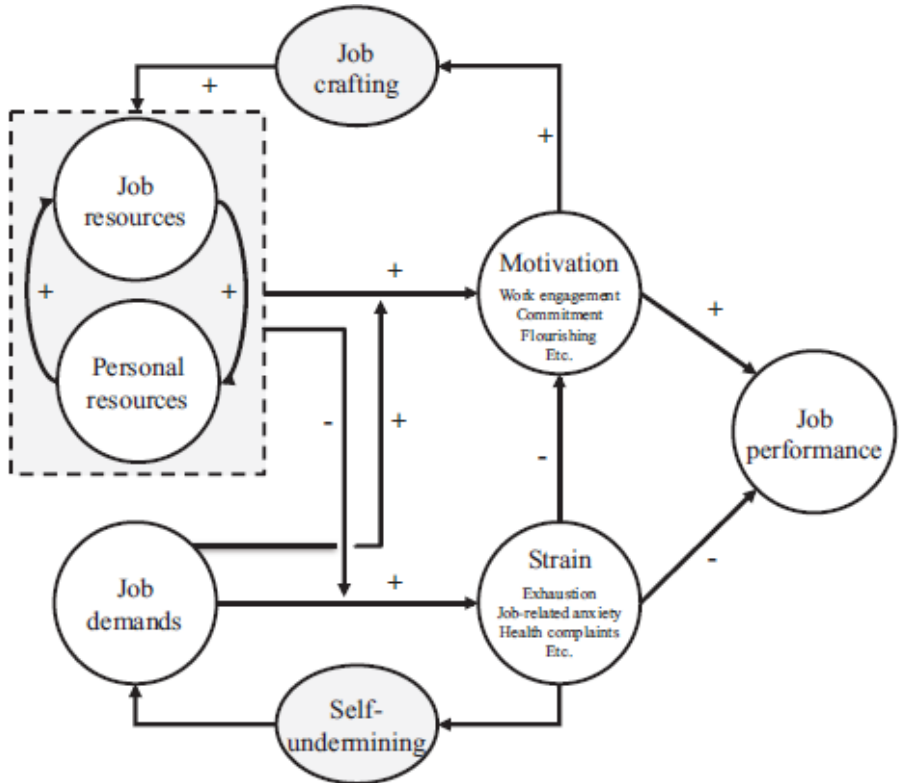 Job
crafting
+
+
Job
resources
+
+
Personal
resources
+
-
+
Motivation
Work engagement
Commitment
Flourishing
Etc.
+
Job
performance
-
-
Job
demands
+
Strain
Exhaustion
Job-related anxiety
Health complaints
Etc.
Self-
undermining